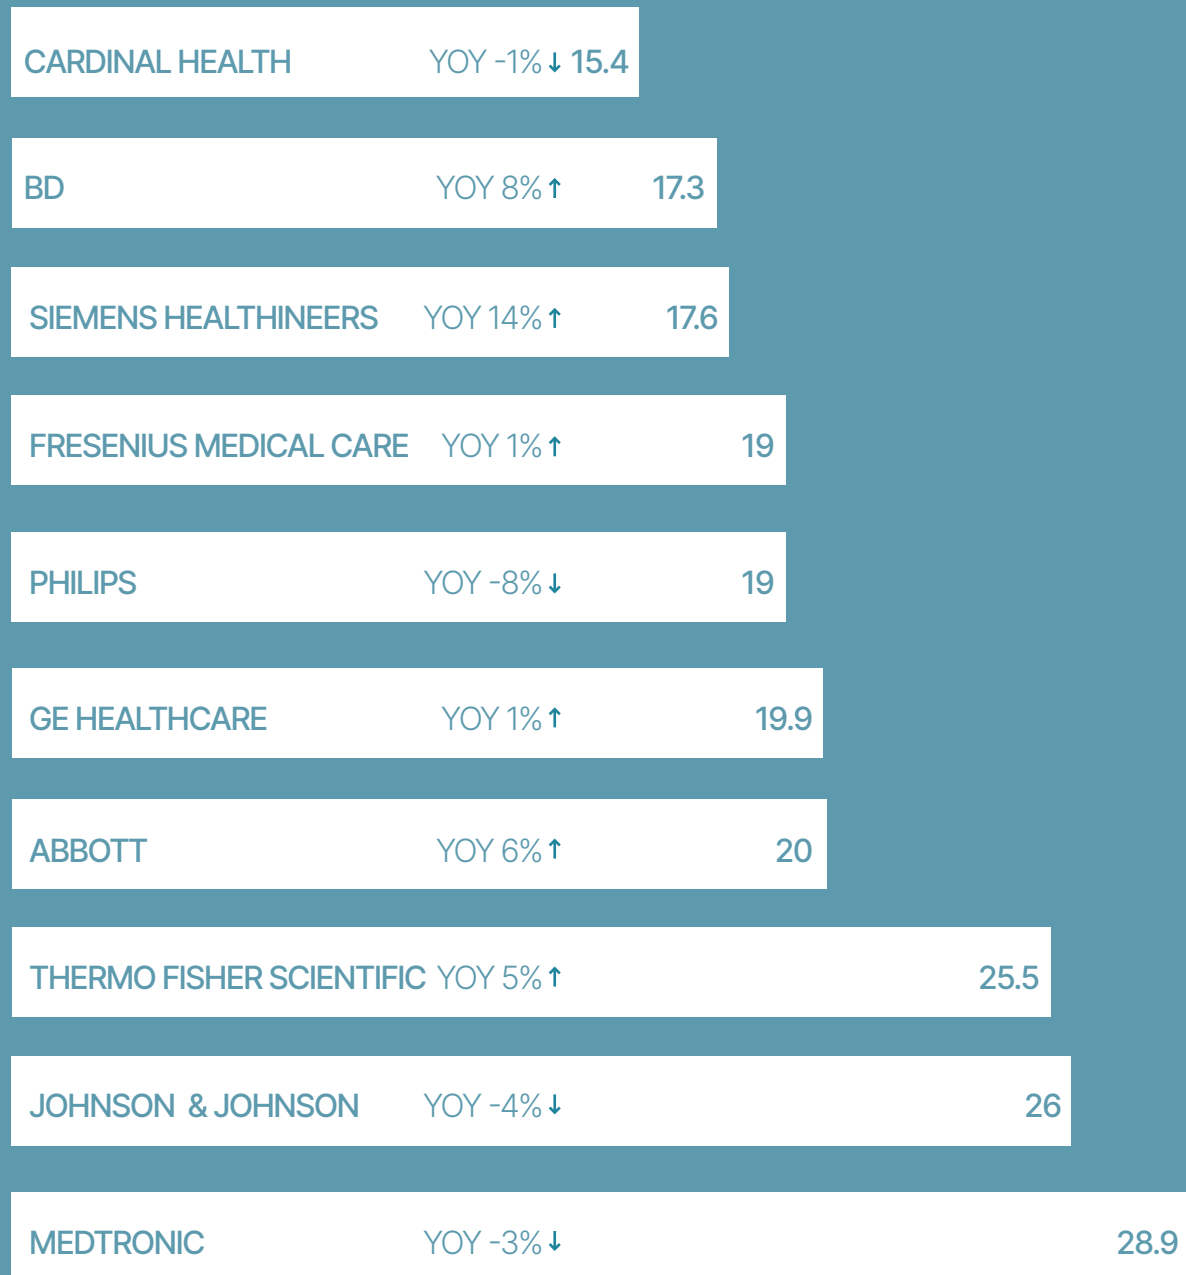 CARDINAL HEALTH YOY -1%↓ 15.4
BD YOY 8%↑ 17.3
SIEMENS HEALTHINEERS YOY 14%↑ 17.6
FRESENIUS MEDICAL CARE YOY 1%↑ 19
PHILIPS YOY -8%↓ 19
GE HEALTHCARE YOY 1%↑ 19.9
ABBOTT YOY 6%↑ 20
THERMO FISHER SCIENTIFIC YOY 5%↑ 25.5
JOHNSON & JOHNSON YOY -4%↓ 26
MEDTRONIC YOY -3%↓ 28.9